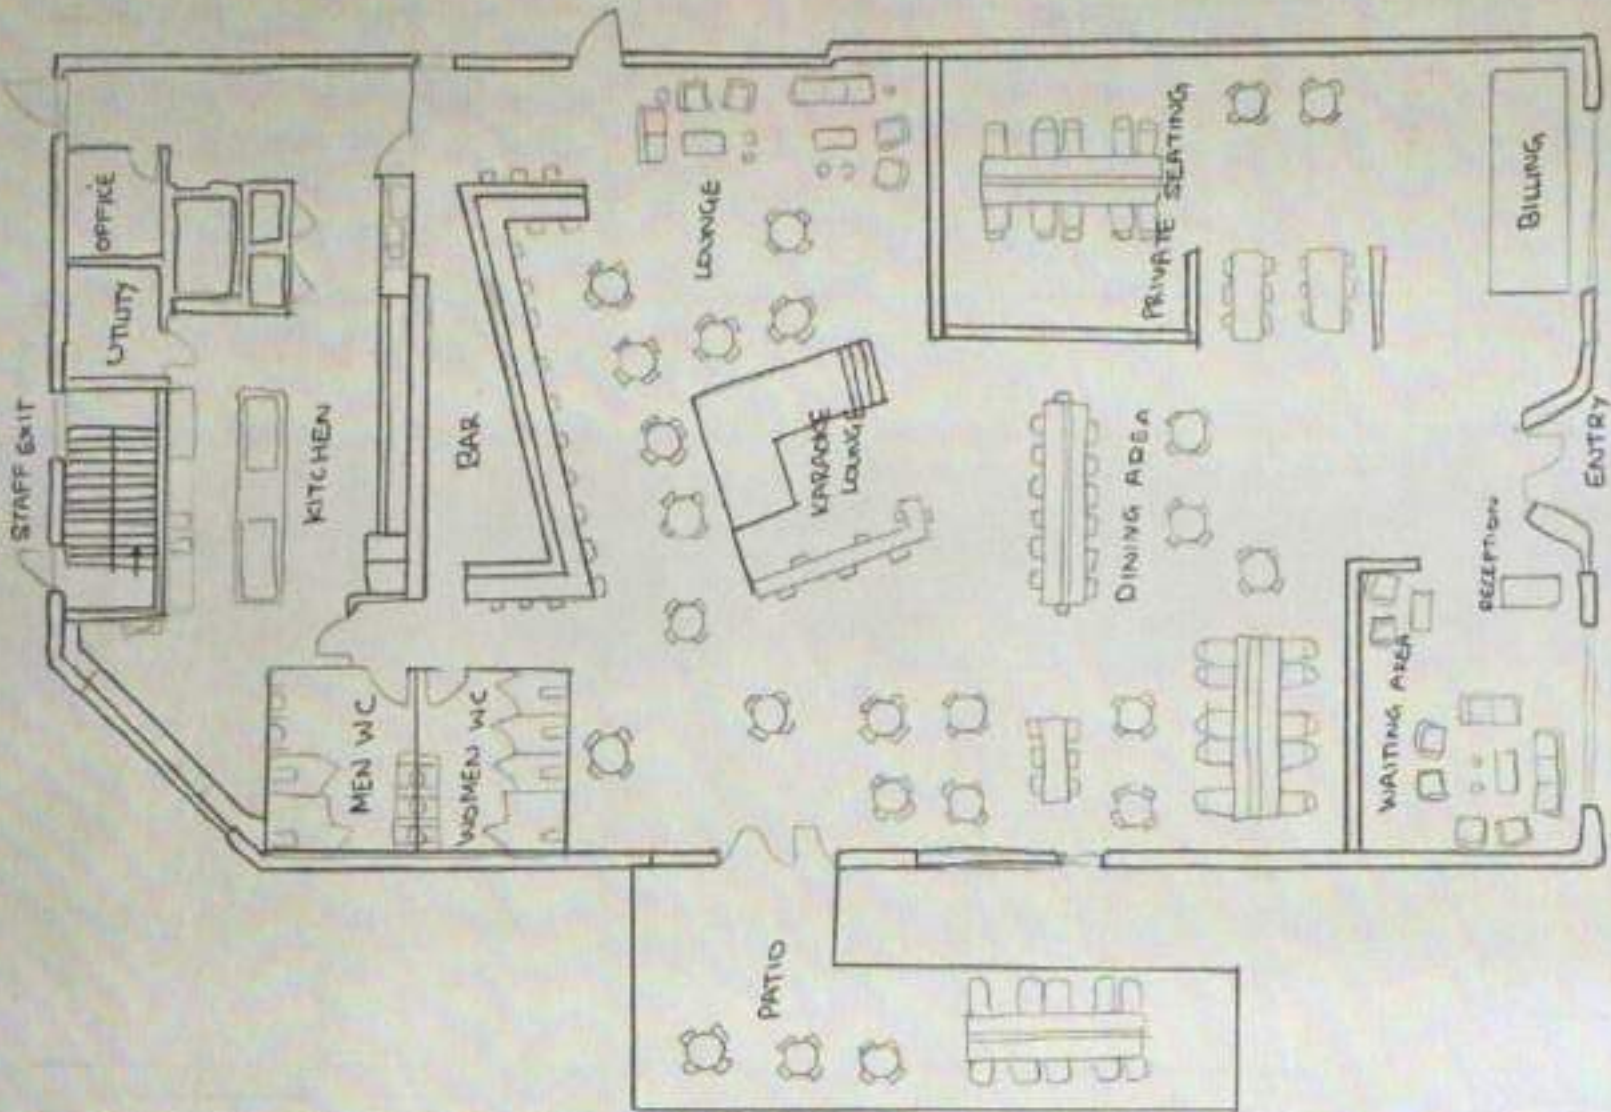 STAFF EXIT
OFFICE
UTILITY
KITCHEN
BAR
MEN WC
WOMEN WC
LOUNGE
KARAOKE
LOUNGE
PATIO
DINING AREA
PRIVATE SEATING
WAITING AREA
RECEPTION
BILLING
ENTRY